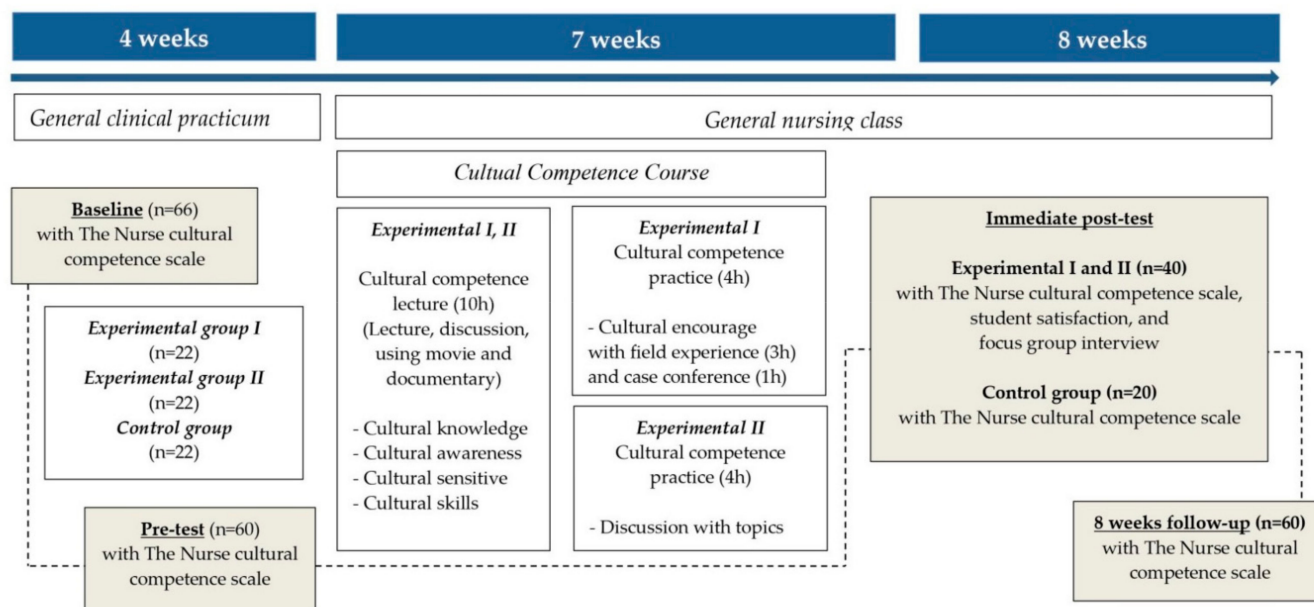 4 weeks
7 weeks
8 weeks
General clinical practicum
General nursing class
Cultual Competence Course
Baseline (n=66)
with The Nurse cultural
competence scale
Experimental group I
(n=22)
Experimental group II
(n=22)
Control group
(n=22)
Pre-test (n=60)
with The Nurse cultural
competence scale
Experimental I, II
Cultural competence
lecture (10h)
(Lecture, discussion,
using movie and
documentary)
- Cultural knowledge
- Cultural awareness
- Cultural sensitive
- Cultural skills
Experimental I
Cultural competence
practice (4h)
- Cultural encourage
with field experience (3h)
and case conference (1h)
Experimental II
Cultural competence
practice (4h)
- Discussion with topics
Immediate post-test
Experimental I and II (n=40)
with The Nurse cultural competence scale,
student satisfaction, and
focus group interview
Control group (n=20)
with The Nurse cultural competence scale
8 weeks follow-up (n=60)
with The Nurse cultural
competence scale